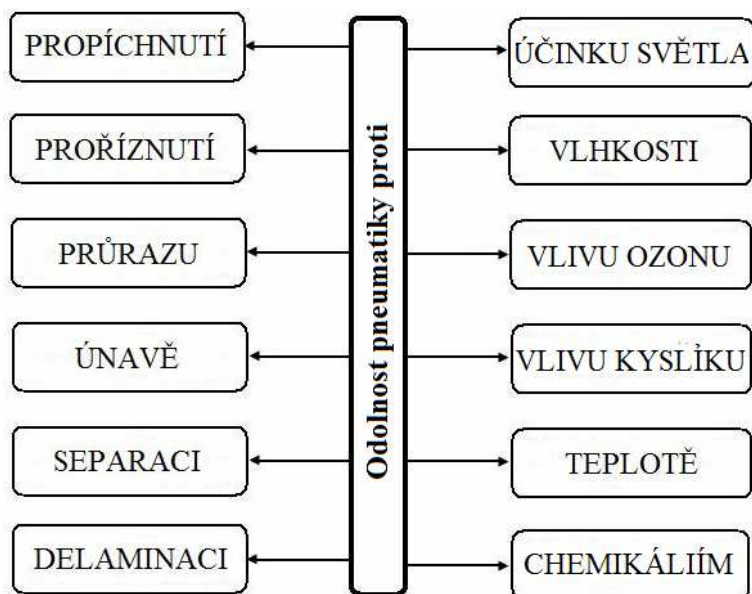 PROPÍCHNUTÍ
PROŘÍZNUTÍ
PRŮRAZU
ÚNAVĚ
SEPARACI
DELAMINACI
Odolnost pneumatiky proti
ÚČINKU SVĚTLA
VLHKOSTI
VLIVU OZONU
VLIVU KYSLÍKU
TEPLOTĚ
CHEMIKÁLIÍM